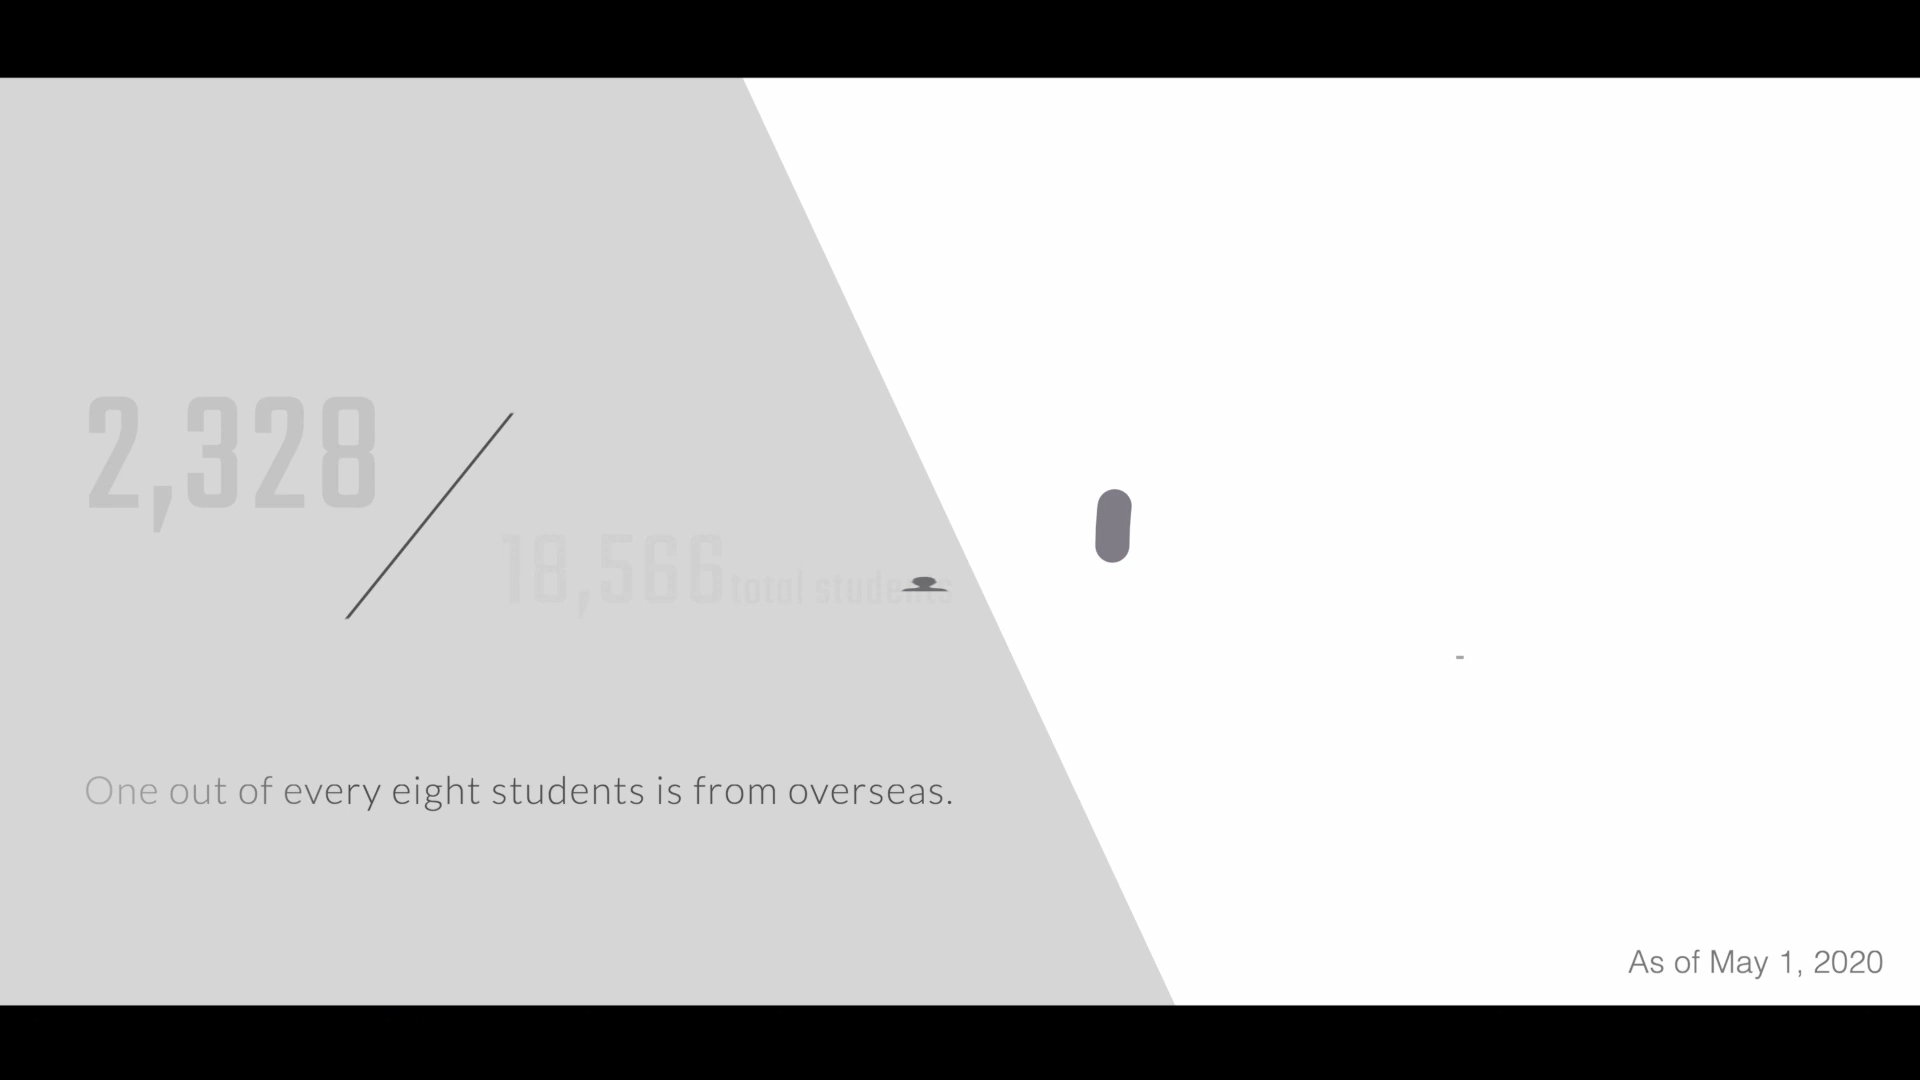 2,328
18,566 total students
One out of every eight students is from overseas.
As of May 1, 2020